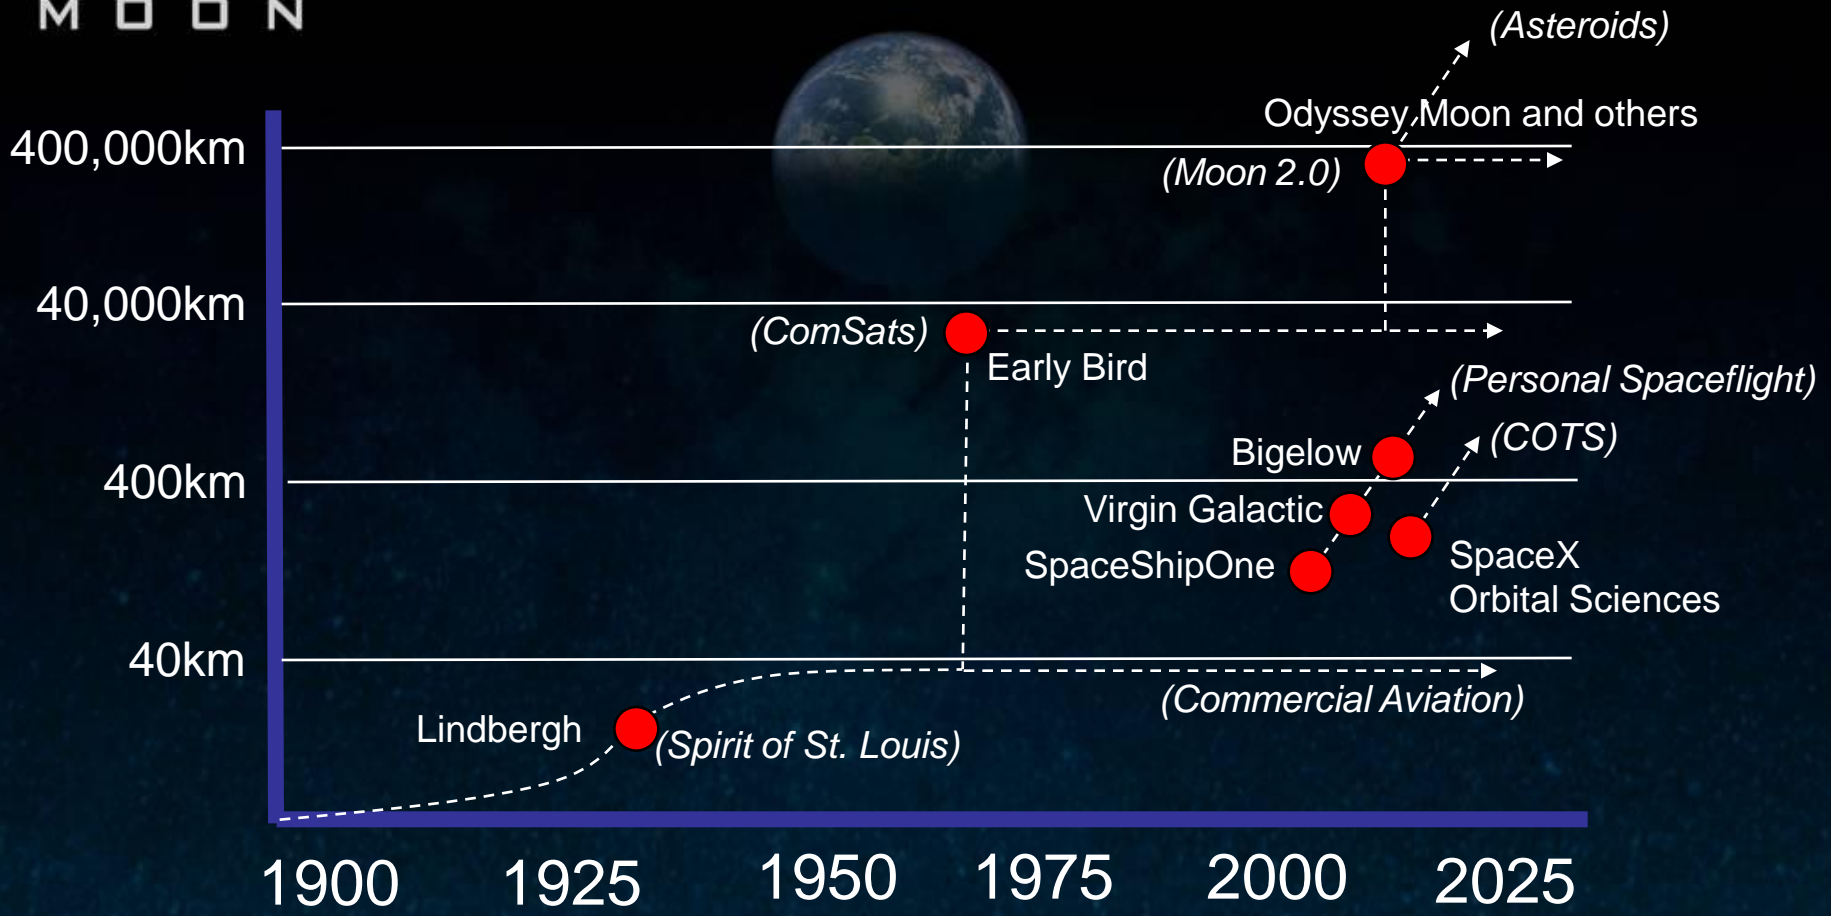 MOON
(Asteroids)
Odyssey Moon and others
400,000km
(Moon 2.0)
40,000km
(ComSats)
Early Bird
(Personal Spaceflight)
(COTS)
Bigelow
400km
Virgin Galactic
SpaceShipOne
SpaceX
Orbital Sciences
40km
(Commercial Aviation)
Lindbergh
(Spirit of St. Louis)
1900 1925 1950 1975 2000 2025